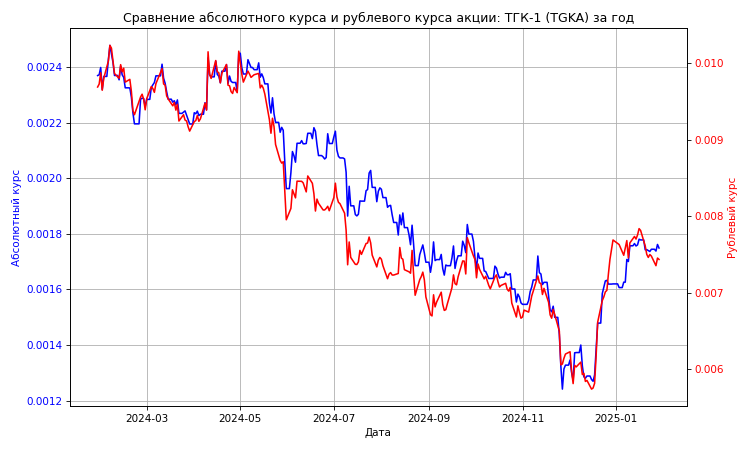 Сравнение абсолютного курса и рублевого курса акции: ТГК-1 (TGKA) за год
0.0024
0.0022
0.0020
0.0018
0.0016
0.0014
0.0012
Абсолютный курс
0.010
0.009
0.008
0.007
0.006
Рублевый курс
2024-03 2024-05 2024-07 2024-09 2024-11 2025-01
Дата